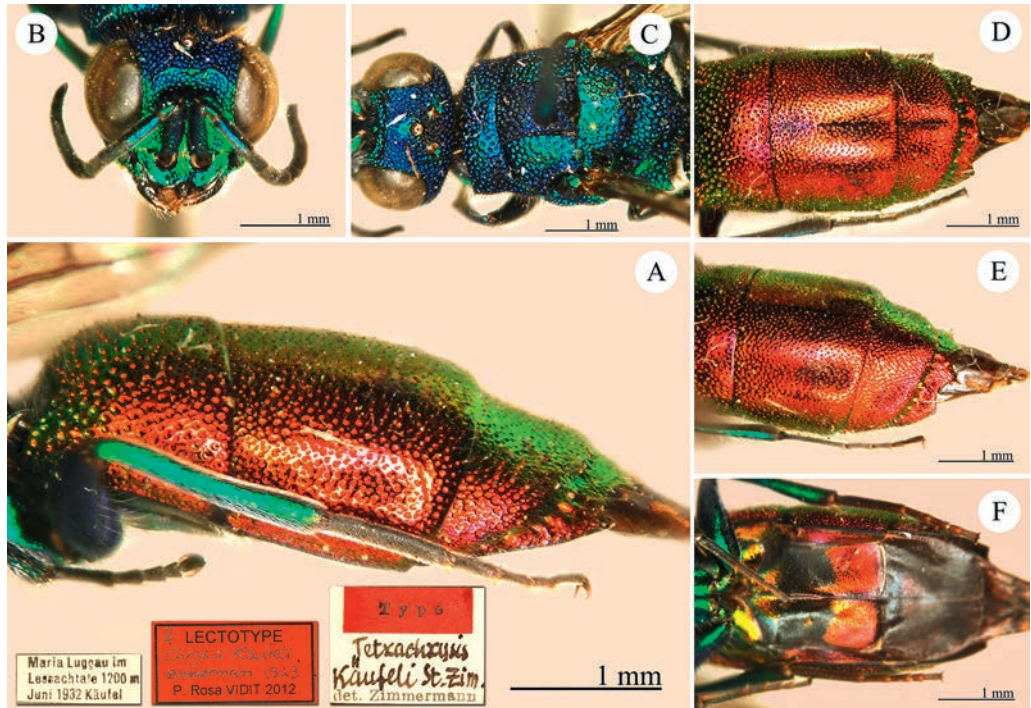 B
1 mm
C
1 mm
D
1 mm
A
E
1 mm
F
1 mm
Maria Luggau im
Lessachtale 1200 m
Juni 1932 Käufel
LECTOTYPE
P. Rosa VIDIT 2012
Type
Tetrachrysis
Käufeli St. Zim.
det. Zimmermann
1 mm